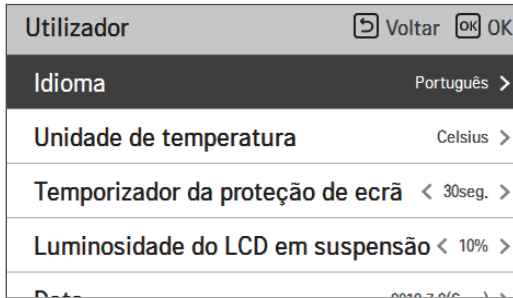 Utilizador Voltar OK OK
Idioma Português >
Unidade de temperatura Celsius >
Temporizador da proteção de ecrã < 30seg. >
Luminosidade do LCD em suspensão < 10% >